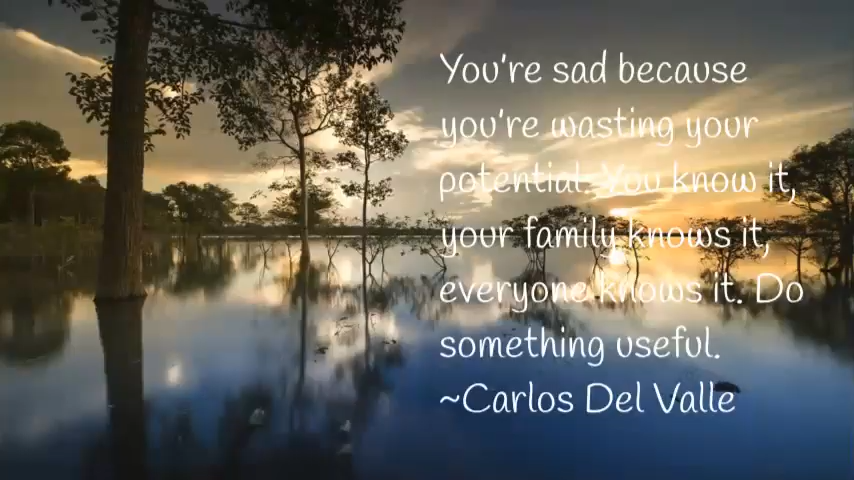 You're sad because
you're wasting your
potential. You know it,
your family knows it,
everyone knows it. Do
something useful.
~Carlos Del Valle